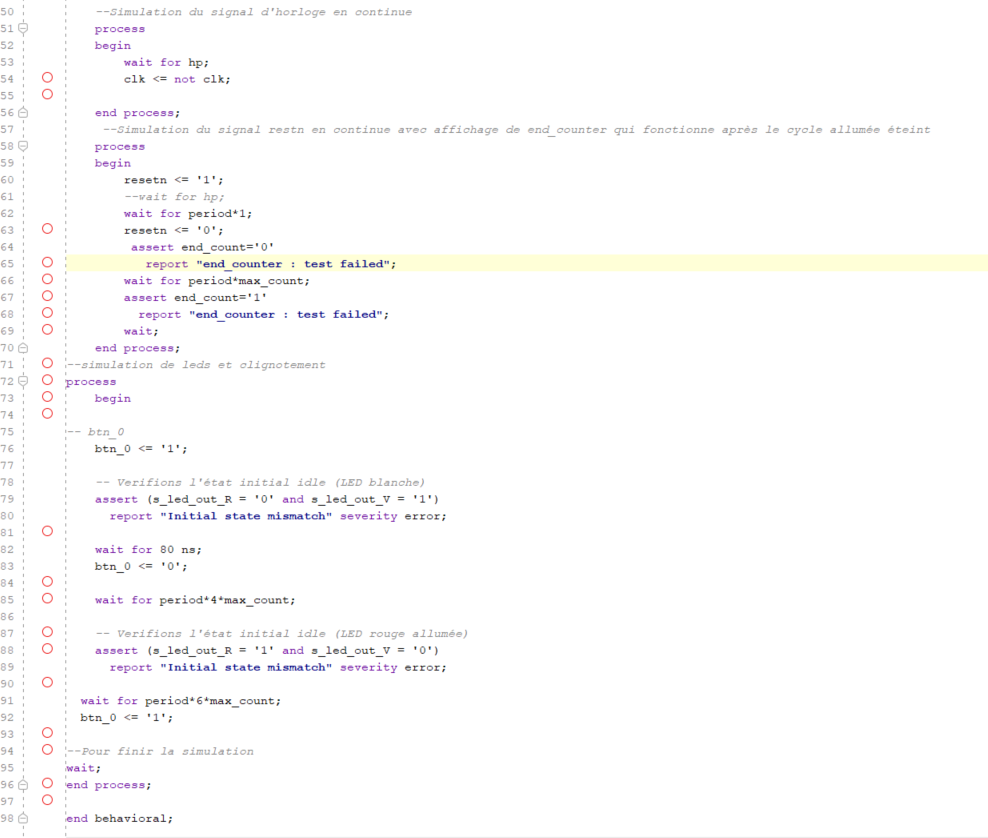 50 --Simulation du signal d'horloge en continue
51 process
52 begin
53 wait for hp;
54 clk <= not clk;
55
56 end process;
57 --Simulation du signal restn en continue avec affichage de end_counter qui fonctionne après le cycle allumée éteint
58 process
59 begin
60 resetn <= '1';
61 --wait for hp;
62 wait for period*1;
63 resetn <= '0';
64 assert end_count='0'
65 report "end_counter : test failed";
66 wait for period*max_count;
67 assert end_count='1'
68 report "end_counter : test failed";
69 wait;
70 end process;
71 --simulation de leds et clignotement
72 process
73 begin
74
75 -- btn_0
76 btn_0 <= '1';
77
78 -- Verifions l'état initial idle (LED blanche)
79 assert (s_led_out_R = '0' and s_led_out_V = '1')
80 report "Initial state mismatch" severity error;
81
82 wait for 80 ns;
83 btn_0 <= '0';
84
85 wait for period*4*max_count;
86
87 -- Verifions l'état initial idle (LED rouge allumée)
88 assert (s_led_out_R = '1' and s_led_out_V = '0')
89 report "Initial state mismatch" severity error;
90
91 wait for period*6*max_count;
92 btn_0 <= '1';
93
94 --Pour finir la simulation
95 wait;
96 end process;
97
98 end behavioral;